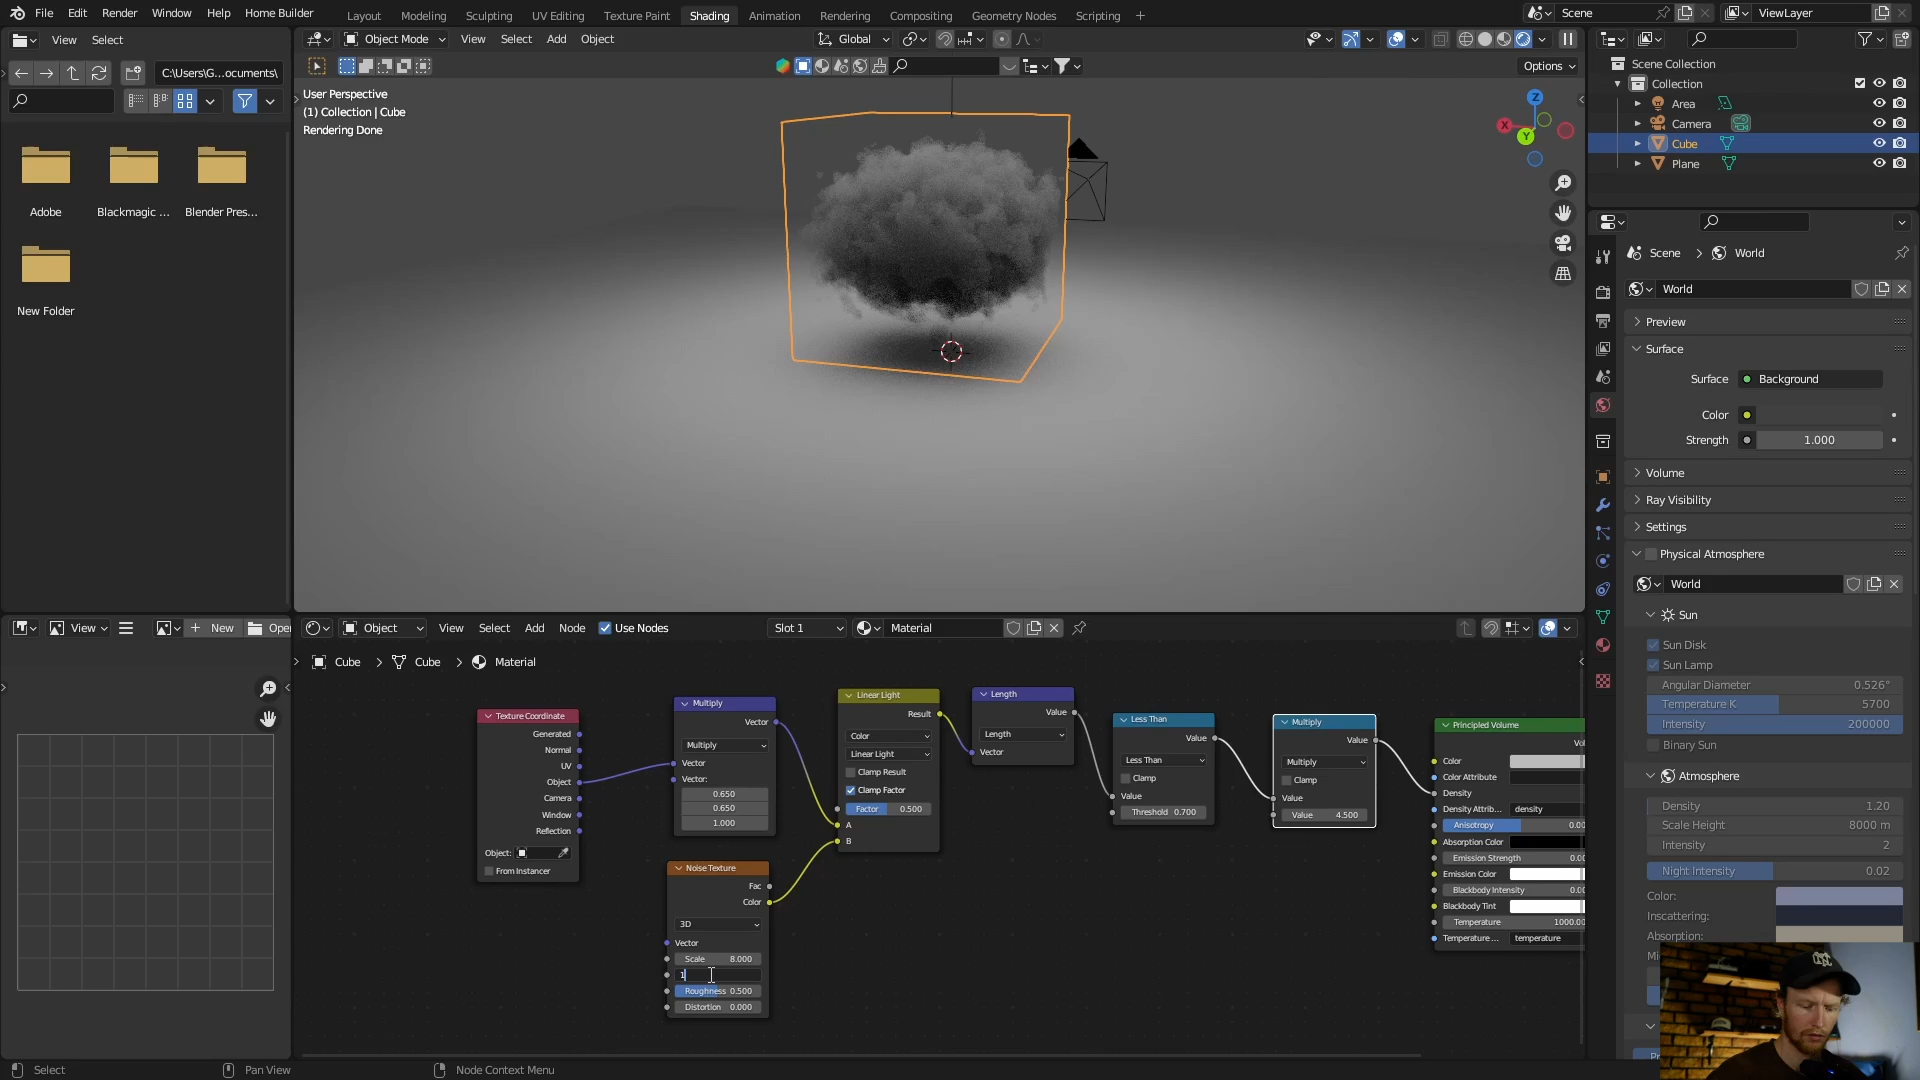 File Edit Render Window Help Home Builder
Layout Modeling Sculpting UV Editing Texture Paint Shading Animation Rendering Compositing Geometry Nodes Scripting +
Scene
ViewLayer
View Select
C:\Users\G...ocuments\
Adobe
Blackmagic ...
Blender Pres...
New Folder
Object Mode View Select Add Object
Global
Options
User Perspective
(1) Collection | Cube
Rendering Done
Z
X
Y
Scene Collection
Collection
Area
Camera
Cube
Plane
Scene > World
World
Preview
Surface
Surface Background
Color
Strength 1.000
Volume
Ray Visibility
Settings
Physical Atmosphere
World
Sun
Sun Disk
Sun Lamp
Angular Diameter 0.526°
Temperature K 5700
Intensity 200000
Binary Sun
Atmosphere
Density 1.20
Scale Height 8000 m
Intensity 2
Night Intensity 0.02
Color:
Inscattering:
Absorption:
View
+ New
Ope
Object View Select Add Node Node Use Nodes
Slot 1
Material
Cube > Cube > Material
Texture Coordinate
Generated
Normal
UV
Object
Camera
Window
Reflection
Object:
From Instancer
Multiply
Vector
Multiply
Vector
Vector:
0.650
0.650
1.000
Noise Texture
Fac
Color
3D
Vector
Scale 8.000
1
Roughness 0.500
Distortion 0.000
Linear Light
Result
Color
Linear Light
Clamp Result
Clamp Factor
Factor 0.500
A
B
Length
Value
Length
Vector
Less Than
Value
Less Than
Clamp
Value
Threshold 0.700
Multiply
Value
Multiply
Clamp
Value
Value 4.500
Principled Volume
Color
Color Attribute
Density
Density Attrib... density
Anisotropy 0.00
Absorption Color
Emission Strength 0.00
Emission Color
Blackbody Intensity 0.00
Blackbody Tint
Temperature 1000.00
Temperature ... temperature
Select
Pan View
Node Context Menu